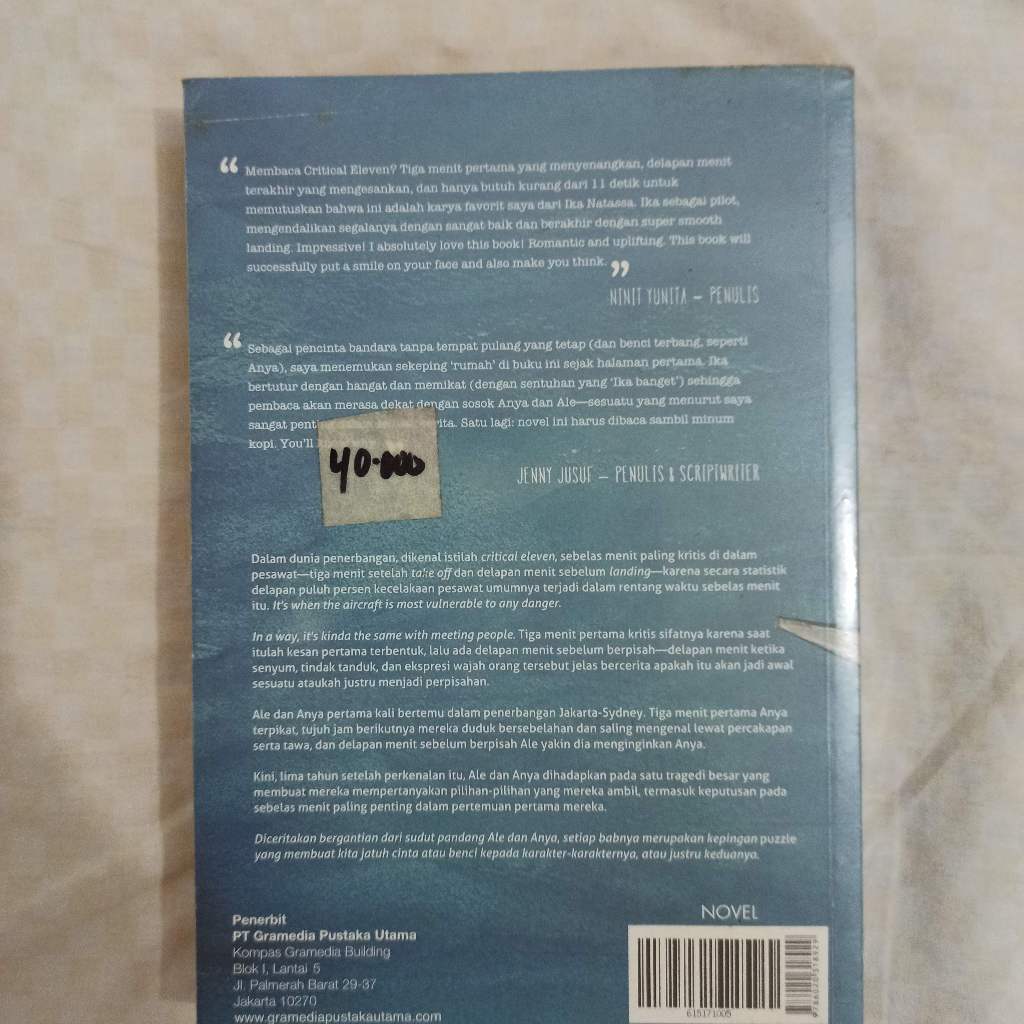 “ Membaca Critical Eleven? Tiga menit pertama yang menyenangkan, delapan menit
terakhir yang mengesankan, dan hanya butuh kurang dari 11 detik untuk
memutuskan bahwa ini adalah karya favorit saya dari Ika Natassa. Ika sebagai pilot,
mengendalikan segalanya dengan sangat baik dan berakhir dengan super smooth
landing. Impressive! I absolutely love this book! Romantic and uplifting. This book will
successfully put a smile on your face and also make you think. ”
NINIT YUNITA – PENULIS
“ Sebagai pencinta bandara tanpa tempat pulang yang tetap (dan benci terbang, seperti
Anya), saya menemukan sekeping ‘rumah’ di buku ini sejak halaman pertama. Ika
bertutur dengan hangat dan memikat (dengan sentuhan yang ‘Ika banget’) sehingga
pembaca akan merasa dekat dengan sosok Anya dan Ale—sesuatu yang menurut saya
sangat Satu lagi: novel ini harus dibaca sambil minum
kopi. You’ll
40.000
JENNY JUSUF – PENULIS & SCRIPTWRITER
Dalam dunia penerbangan, dikenal istilah critical eleven, sebelas menit paling kritis di dalam
pesawat—tiga menit setelah take off dan delapan menit sebelum landing—karena secara statistik
delapan puluh persen kecelakaan pesawat umumnya terjadi dalam rentang waktu sebelas menit
itu. It's when the aircraft is most vulnerable to any danger.
In a way, it's kinda the same with meeting people. Tiga menit pertama kritis sifatnya karena saat
itulah kesan pertama terbentuk, lalu ada delapan menit sebelum berpisah—delapan menit ketika
senyum, tindak tanduk, dan ekspresi wajah orang tersebut jelas bercerita apakah itu akan jadi awal
sesuatu ataukah justru menjadi perpisahan.
Ale dan Anya pertama kali bertemu dalam penerbangan Jakarta-Sydney. Tiga menit pertama Anya
terpikat, tujuh jam berikutnya mereka duduk bersebelahan dan saling mengenal lewat percakapan
serta tawa, dan delapan menit sebelum berpisah Ale yakin dia menginginkan Anya.
Kini, lima tahun setelah perkenalan itu, Ale dan Anya dihadapkan pada satu tragedi besar yang
membuat mereka mempertanyakan pilihan-pilihan yang mereka ambil, termasuk keputusan pada
sebelas menit paling penting dalam pertemuan pertama mereka.
Diceritakan bergantian dari sudut pandang Ale dan Anya, setiap babnya merupakan kepingan puzzle
yang membuat kita jatuh cinta atau benci kepada karakter-karakternya, atau justru keduanya.
Penerbit
PT Gramedia Pustaka Utama
Kompas Gramedia Building
Blok I, Lantai 5
Jl. Palmerah Barat 29-37
Jakarta 10270
www.gramediapustakautama.com
NOVEL
615171005
9786020318929